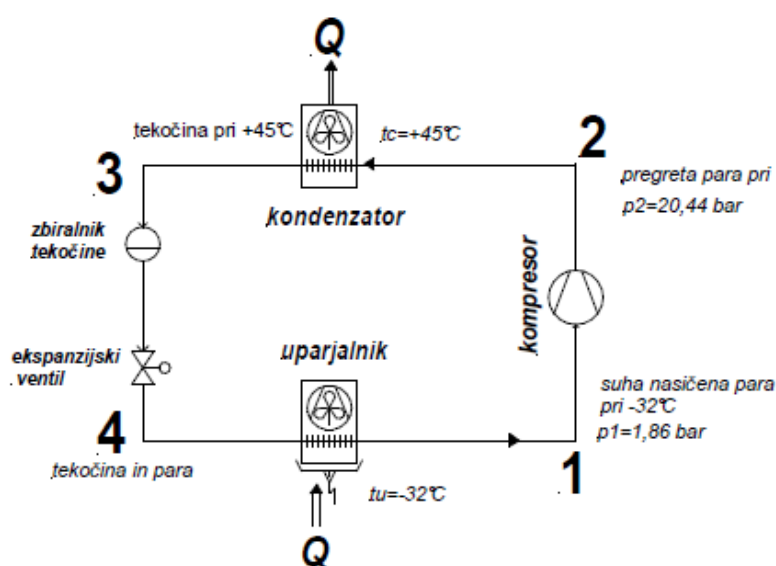 Q
tekočina pri +45°C
tc=+45°C
2
3
pregreta para pri
p2=20,44 bar
kondenzator
zbiralnik
tekočine
kompresor
uparjalnik
ekspanzijski
ventil
suha nasičena para
pri -32°C
p1=1,86 bar
4
tekočina in para
1
tu=-32°C
Q